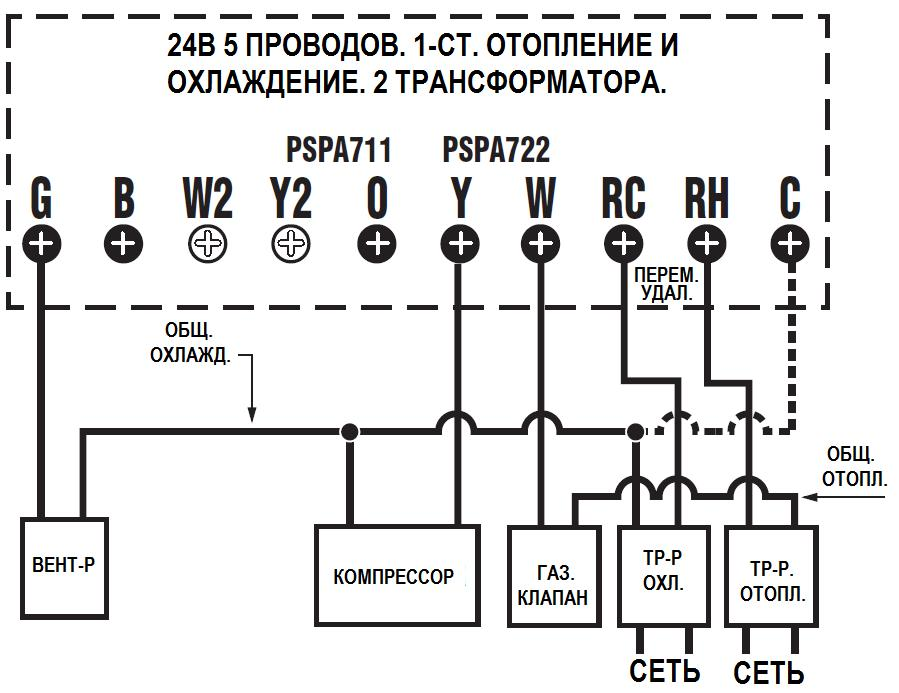 24В 5 ПРОВОДОВ. 1-СТ. ОТОПЛЕНИЕ И
ОХЛАЖДЕНИЕ. 2 ТРАНСФОРМАТОРА.
PSPA711 PSPA722
G B W2 Y2 O Y W RC RH C
ПЕРЕМ.
УДАЛ.
ОБЩ.
ОХЛАЖД.
ОБЩ.
ОТОПЛ.
ВЕНТ-Р
КОМПРЕССОР
ГАЗ.
КЛАПАН
ТР-Р
ОХЛ.
ТР-Р.
ОТОПЛ.
СЕТЬ СЕТЬ